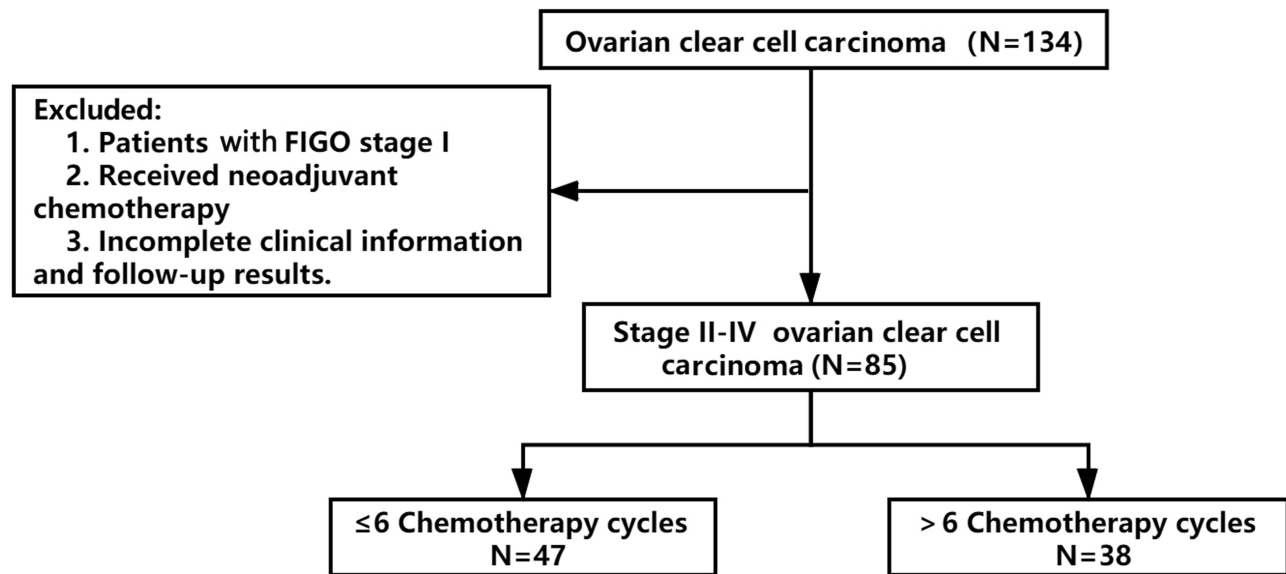 Ovarian clear cell carcinoma (N=134)
Excluded:
1. Patients with FIGO stage I
2. Received neoadjuvant
chemotherapy
3. Incomplete clinical information
and follow-up results.
Stage II-IV ovarian clear cell
carcinoma (N=85)
≤6 Chemotherapy cycles
N=47
>6 Chemotherapy cycles
N=38